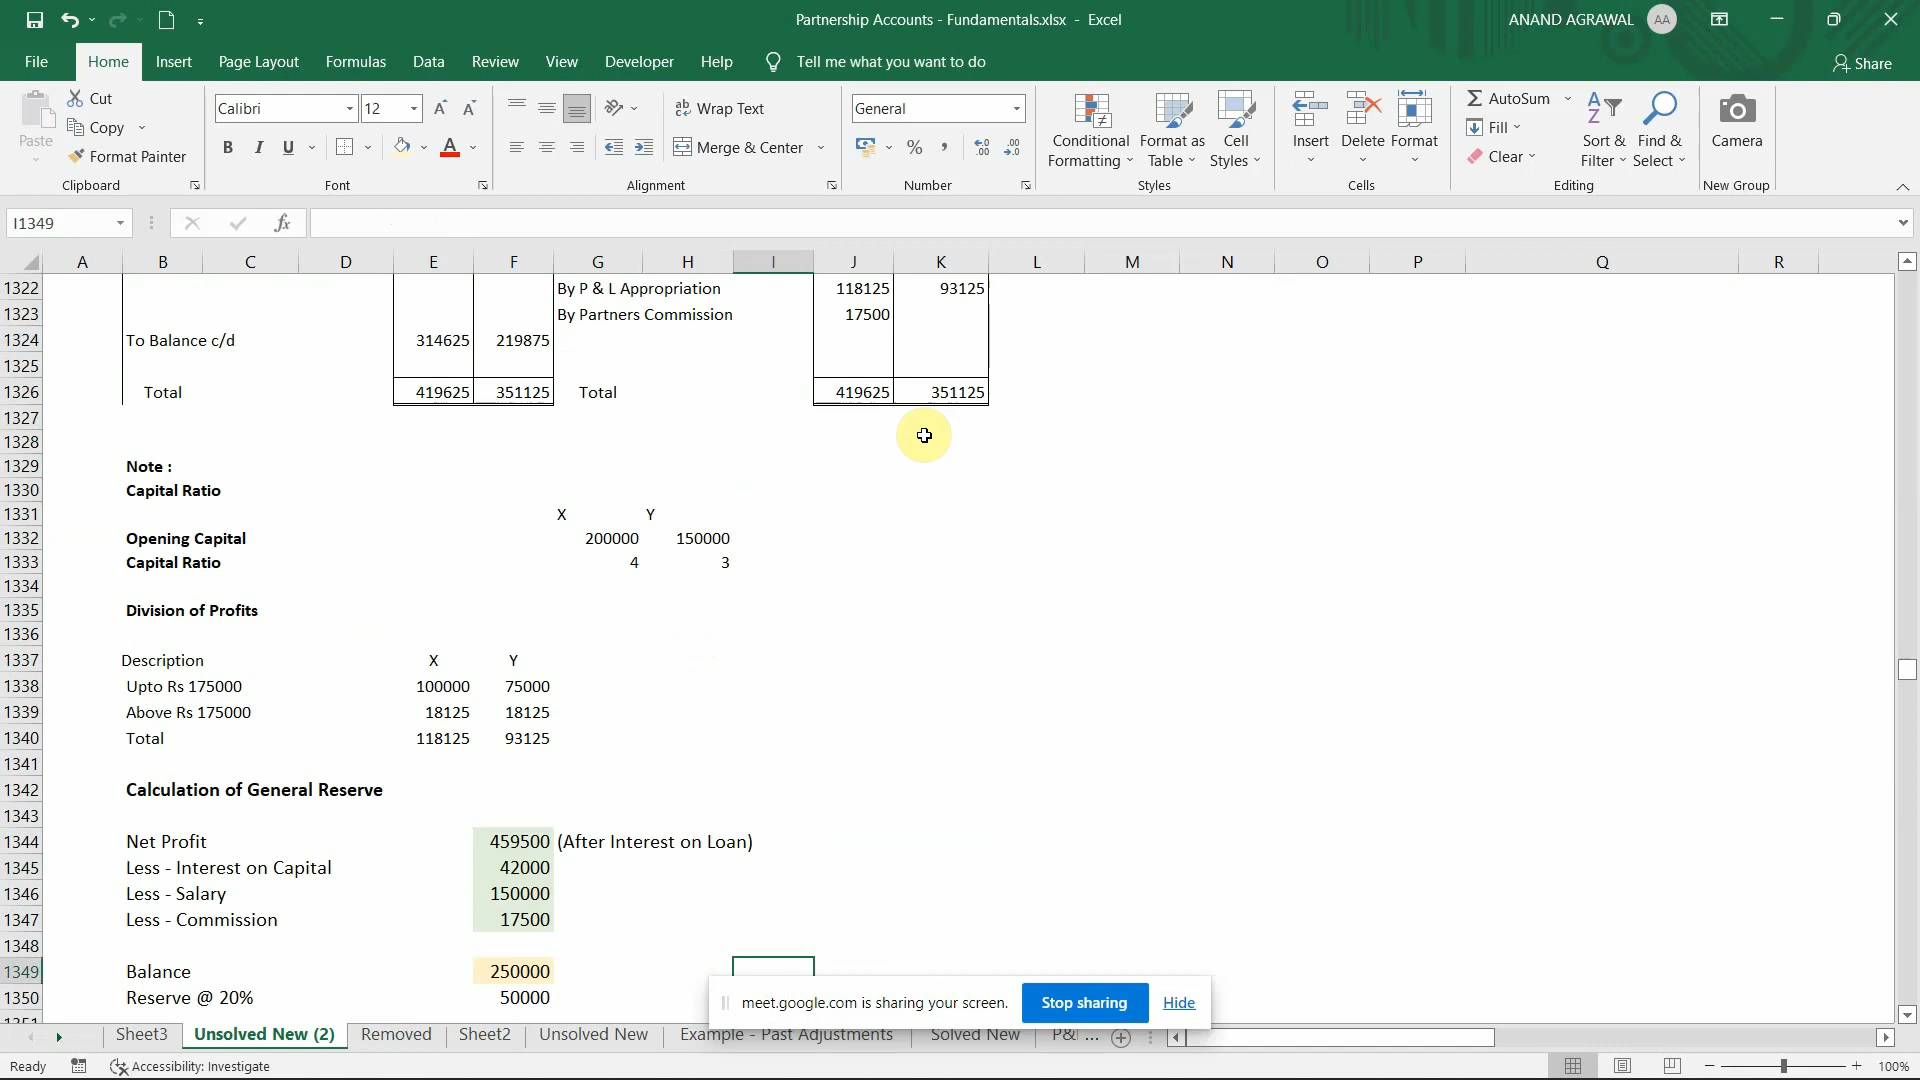 Partnership Accounts - Fundamentals.xlsx - Excel
ANAND AGRAWAL AA
File Home Insert Page Layout Formulas Data Review View Developer Help Tell me what you want to do Share
Paste Cut Copy Format Painter
Calibri 12
B I U
ab Wrap Text
Merge & Center
General
Conditional Formatting Format as Table Cell Styles
Insert Delete Format
AutoSum Fill Clear
Sort & Filter Find & Select
Camera
Clipboard Font Alignment Number Styles Cells Editing New Group
I1349 fx
A B C D E F G H I J K L M N O P Q R
1322 By P & L Appropriation 118125 93125
1323 By Partners Commission 17500
1324 To Balance c/d 314625 219875
1325
1326 Total 419625 351125 Total 419625 351125
1327
1328
1329 Note :
1330 Capital Ratio
1331 X Y
1332 Opening Capital 200000 150000
1333 Capital Ratio 4 3
1334
1335 Division of Profits
1336
1337 Description X Y
1338 Upto Rs 175000 100000 75000
1339 Above Rs 175000 18125 18125
1340 Total 118125 93125
1341
1342 Calculation of General Reserve
1343
1344 Net Profit 459500 (After Interest on Loan)
1345 Less - Interest on Capital 42000
1346 Less - Salary 150000
1347 Less - Commission 17500
1348
1349 Balance 250000
1350 Reserve @ 20% 50000
meet.google.com is sharing your screen. Stop sharing Hide
Sheet3 Unsolved New (2) Removed Sheet2 Unsolved New Example - Past Adjustments Solved New P& ...
Ready Accessibility: Investigate 100%